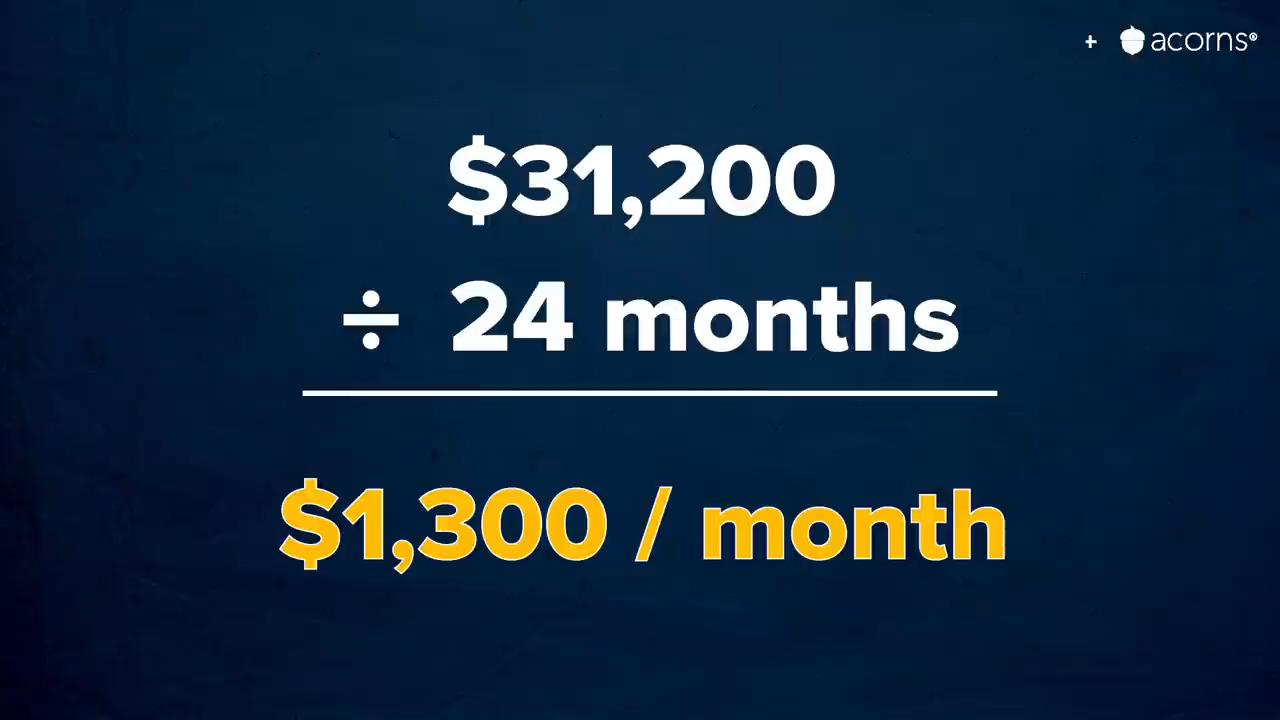 + acorns®
$31,200
÷ 24 months
$1,300 / month